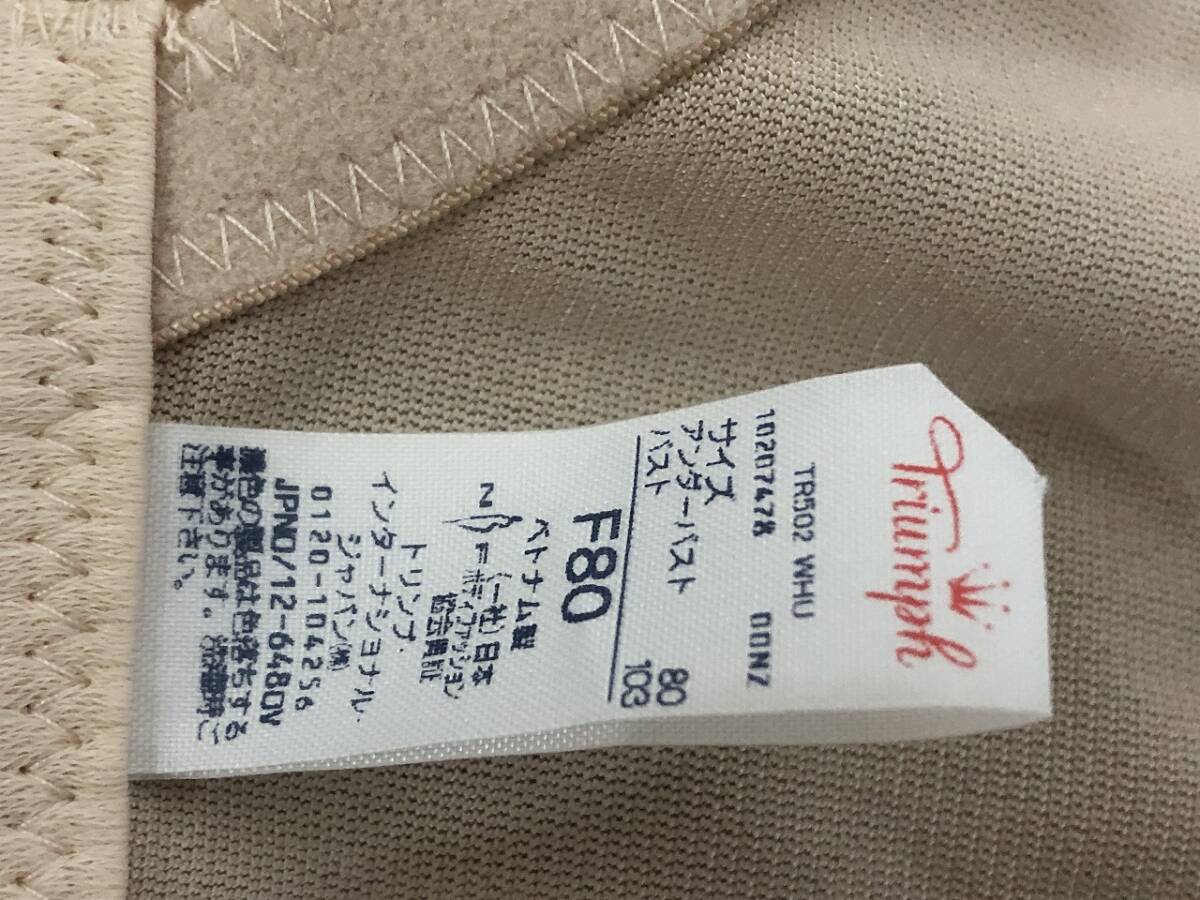 Triumph
TR502 WHU
10207478 00NZ
サイズ
アンダーバスト 80
バスト 103
F80
ベトナム製
(一社)日本
ボディファッション
協会員証
トリンプ・
インターナショナル・
ジャパン(株)
0120-104256
JPNO/12-6480V
濃色の製品は色落ちする
事があります。洗濯時ご
注意下さい。